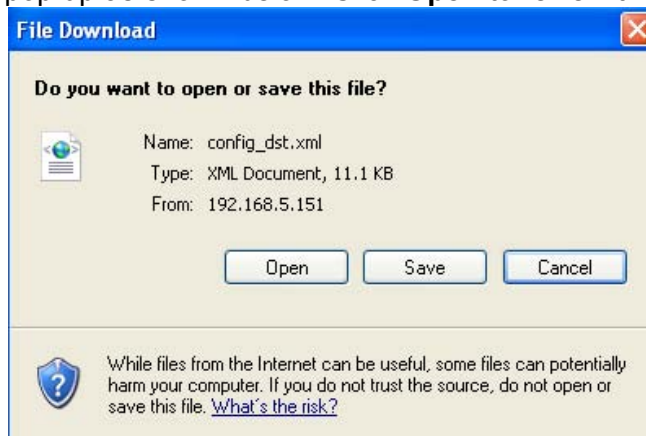 File Download
Do you want to open or save this file?
Name: config_dst.xml
Type: XML Document, 11.1 KB
From: 192.168.5.151
Open Save Cancel
While files from the Internet can be useful, some files can potentially
harm your computer. If you do not trust the source, do not open or
save this file. What's the risk?